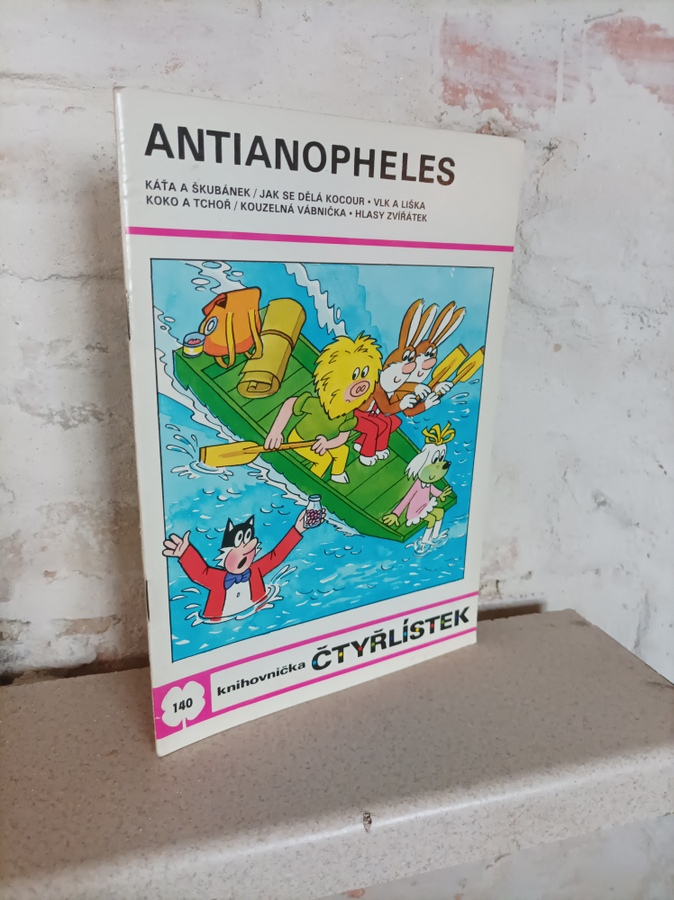 ANTIANOPHELES
KÁŤA A ŠKUBÁNEK / JAK SE DĚLÁ KOCOUR • VLK A LIŠKA
KOKO A TCHOŘ / KOUZELNÁ VÁBNIČKA • HLASY ZVÍŘÁTEK
140 knihovnička ČTYŘLÍSTEK